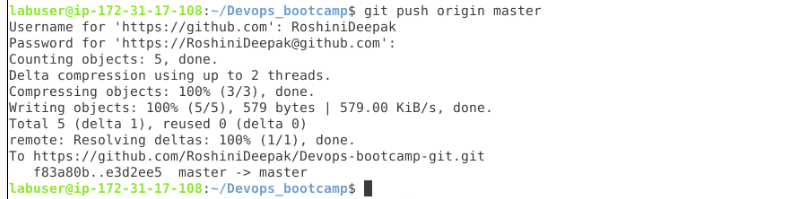 labuser@ip-172-31-17-108:~/Devops_bootcamp$ git push origin master
Username for 'https://github.com': RoshiniDeepak
Password for 'https://RoshiniDeepak@github.com':
Counting objects: 5, done.
Delta compression using up to 2 threads.
Compressing objects: 100% (3/3), done.
Writing objects: 100% (5/5), 579 bytes | 579.00 KiB/s, done.
Total 5 (delta 1), reused 0 (delta 0)
remote: Resolving deltas: 100% (1/1), done.
To https://github.com/RoshiniDeepak/Devops-bootcamp-git.git
   f83a80b..e3d2ee5  master -> master
labuser@ip-172-31-17-108:~/Devops_bootcamp$